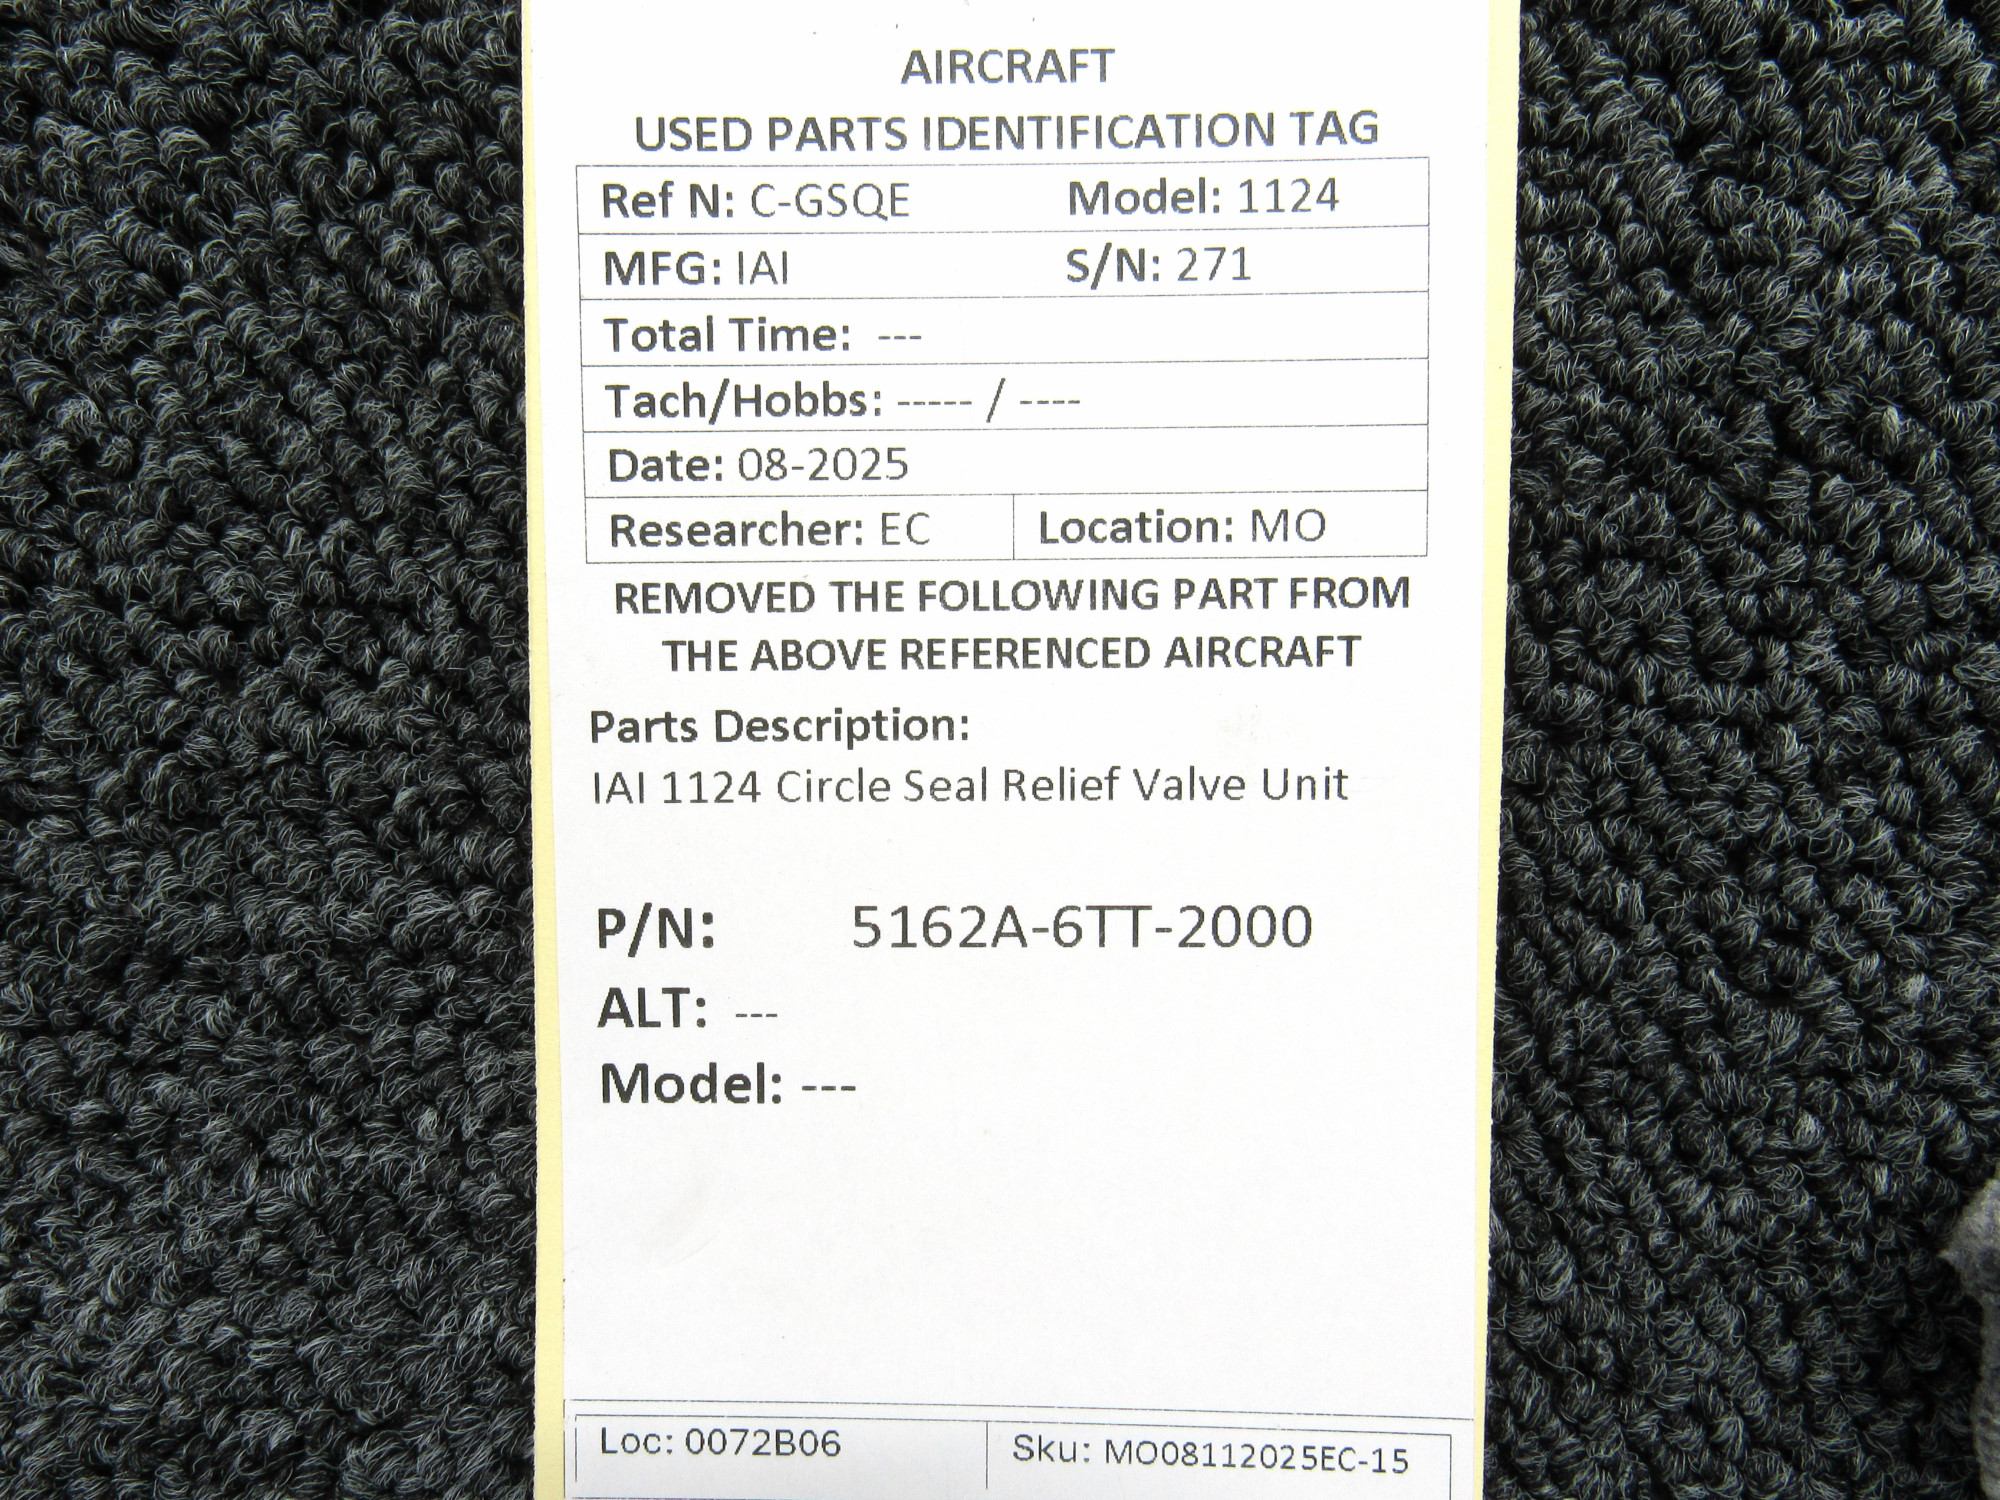 AIRCRAFT
USED PARTS IDENTIFICATION TAG
Ref N: C-GSQE Model: 1124
MFG: IAI S/N: 271
Total Time: ---
Tach/Hobbs: ----- / ----
Date: 08-2025
Researcher: EC Location: MO
REMOVED THE FOLLOWING PART FROM
THE ABOVE REFERENCED AIRCRAFT
Parts Description:
IAI 1124 Circle Seal Relief Valve Unit
P/N: 5162A-6TT-2000
ALT: ---
Model: ---
Loc: 0072B06 Sku: MO08112025EC-15